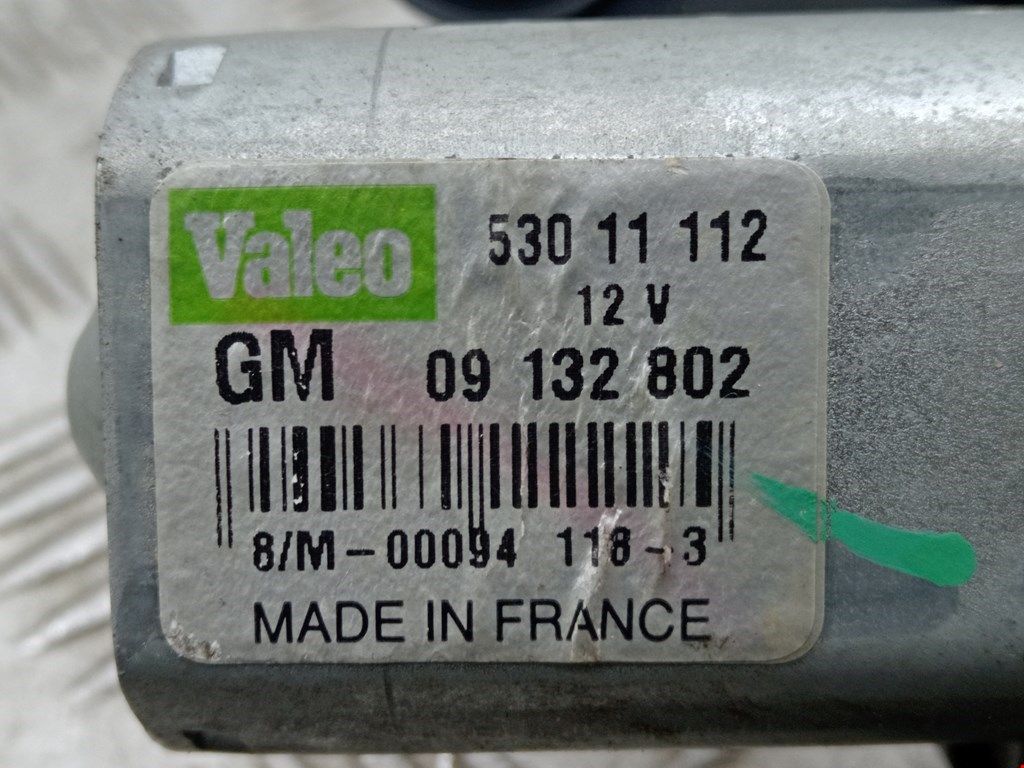 Valeo 530 11 112
12 V
GM 09 132 802
8/M-00094 118-3
MADE IN FRANCE